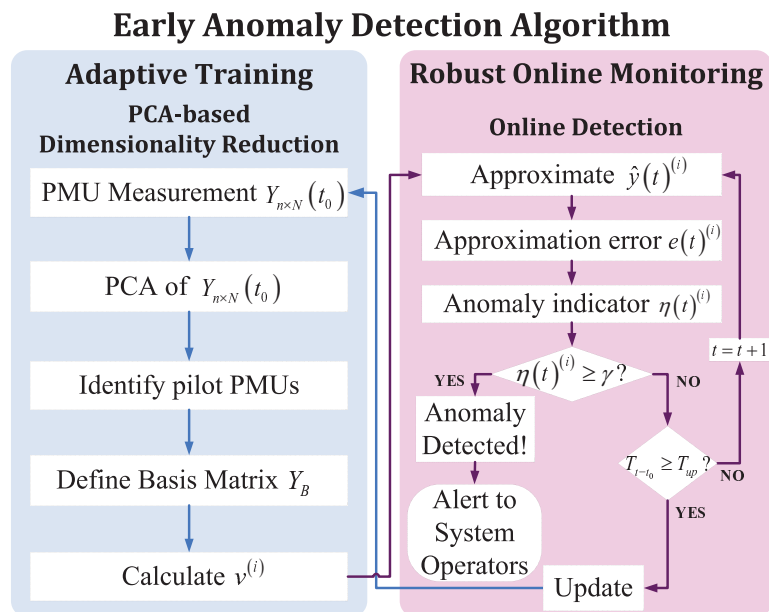 Early Anomaly Detection Algorithm
Adaptive Training
PCA-based
Dimensionality Reduction
PMU Measurement Y_{n×N}(t_0)
PCA of Y_{n×N}(t_0)
Identify pilot PMUs
Define Basis Matrix Y_B
Calculate v^{(i)}
Robust Online Monitoring
Online Detection
Approximate ŷ(t)^{(i)}
Approximation error e(t)^{(i)}
Anomaly indicator η(t)^{(i)}
t = t + 1
η(t)^{(i)} ≥ γ?
YES
NO
Anomaly
Detected!
T_{t−t_0} ≥ T_{up}?
NO
YES
Alert to
System
Operators
Update